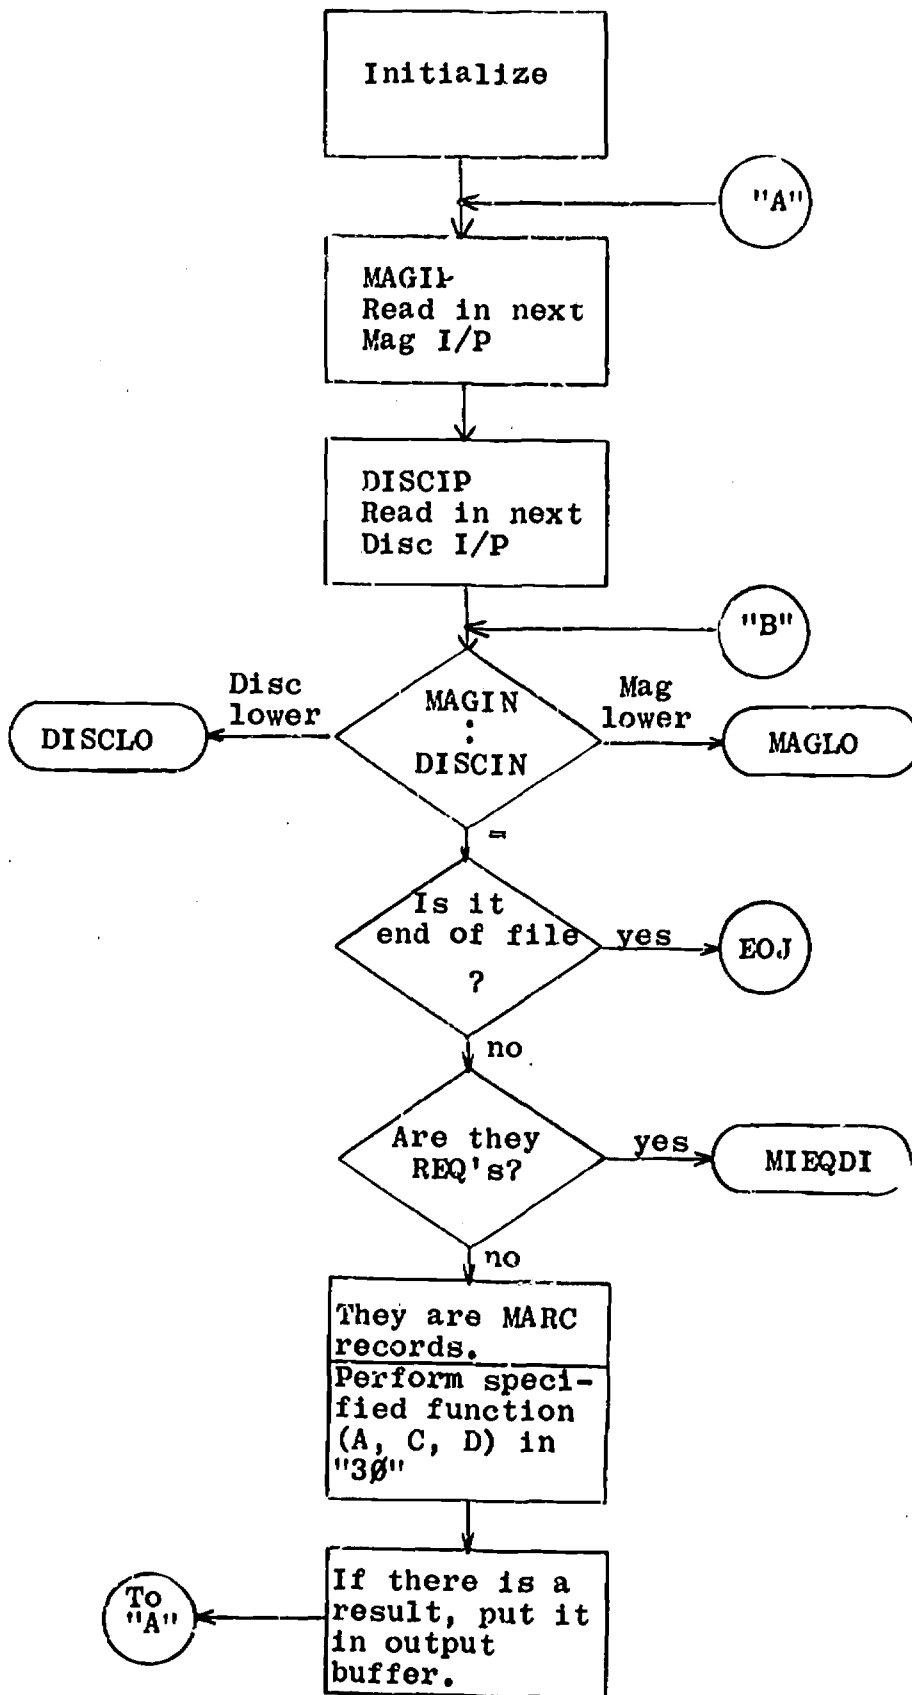 Initialize
"A"
MAGIP
Read in next
Mag I/P
DISCIP
Read in next
Disc I/P
"B"
Disc
lower
Mag
lower
MAGIN
:
DISCIN
DISCLO
MAGLO
=
Is it
end of file
?
yes
EOJ
no
Are they
REQ's?
yes
MIEQDI
no
They are MARC
records.
Perform speci-
fied function
(A, C, D) in
"3Ø"
If there is a
result, put it
in output
buffer.
To
"A"